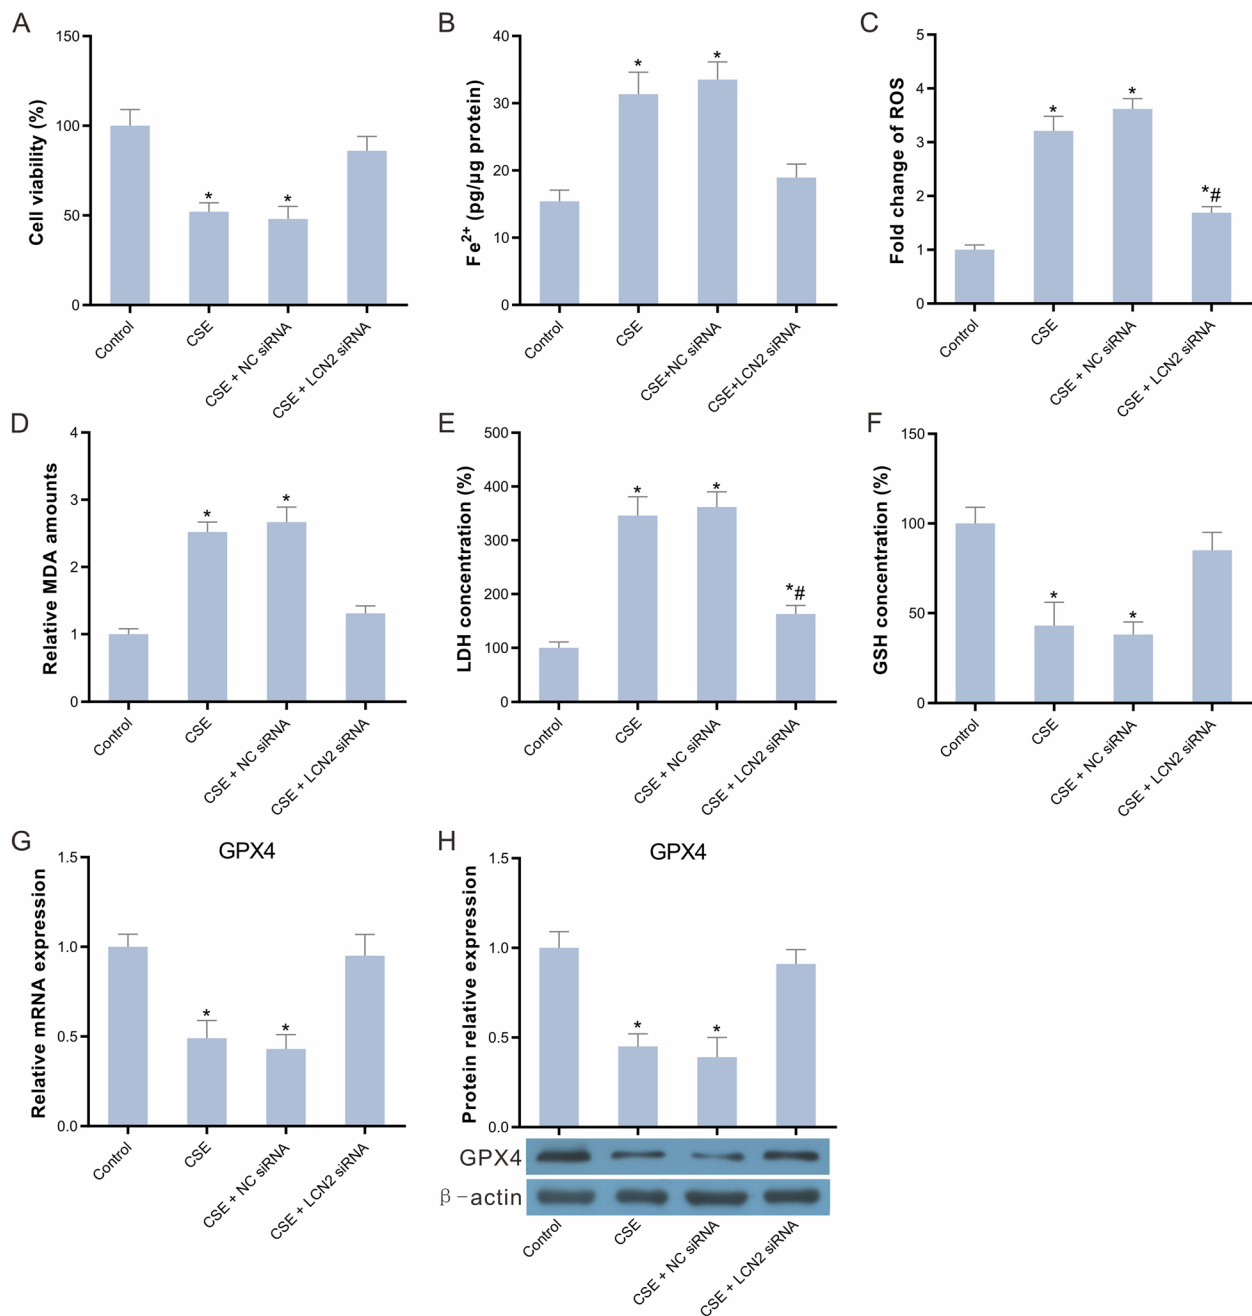 A
Cell viability (%)
150
100
50
0
*
*
Control
CSE
CSE + NC siRNA
CSE + LCN2 siRNA
B
Fe2+ (pg/µg protein)
40
30
20
10
0
*
*
Control
CSE
CSE+NC siRNA
CSE+LCN2 siRNA
C
Fold change of ROS
5
4
3
2
1
0
*
*
*#
Control
CSE
CSE + NC siRNA
CSE + LCN2 siRNA
D
Relative MDA amounts
4
3
2
1
0
*
*
Control
CSE
CSE + NC siRNA
CSE + LCN2 siRNA
E
LDH concentration (%)
500
400
300
200
100
0
*
*
*#
Control
CSE
CSE + NC siRNA
CSE + LCN2 siRNA
F
GSH concentration (%)
150
100
50
0
*
*
Control
CSE
CSE + NC siRNA
CSE + LCN2 siRNA
G
GPX4
Relative mRNA expression
1.5
1.0
0.5
0.0
*
*
Control
CSE
CSE + NC siRNA
CSE + LCN2 siRNA
H
GPX4
Protein relative expression
1.5
1.0
0.5
0.0
*
*
GPX4
β-actin
Control
CSE
CSE + NC siRNA
CSE + LCN2 siRNA